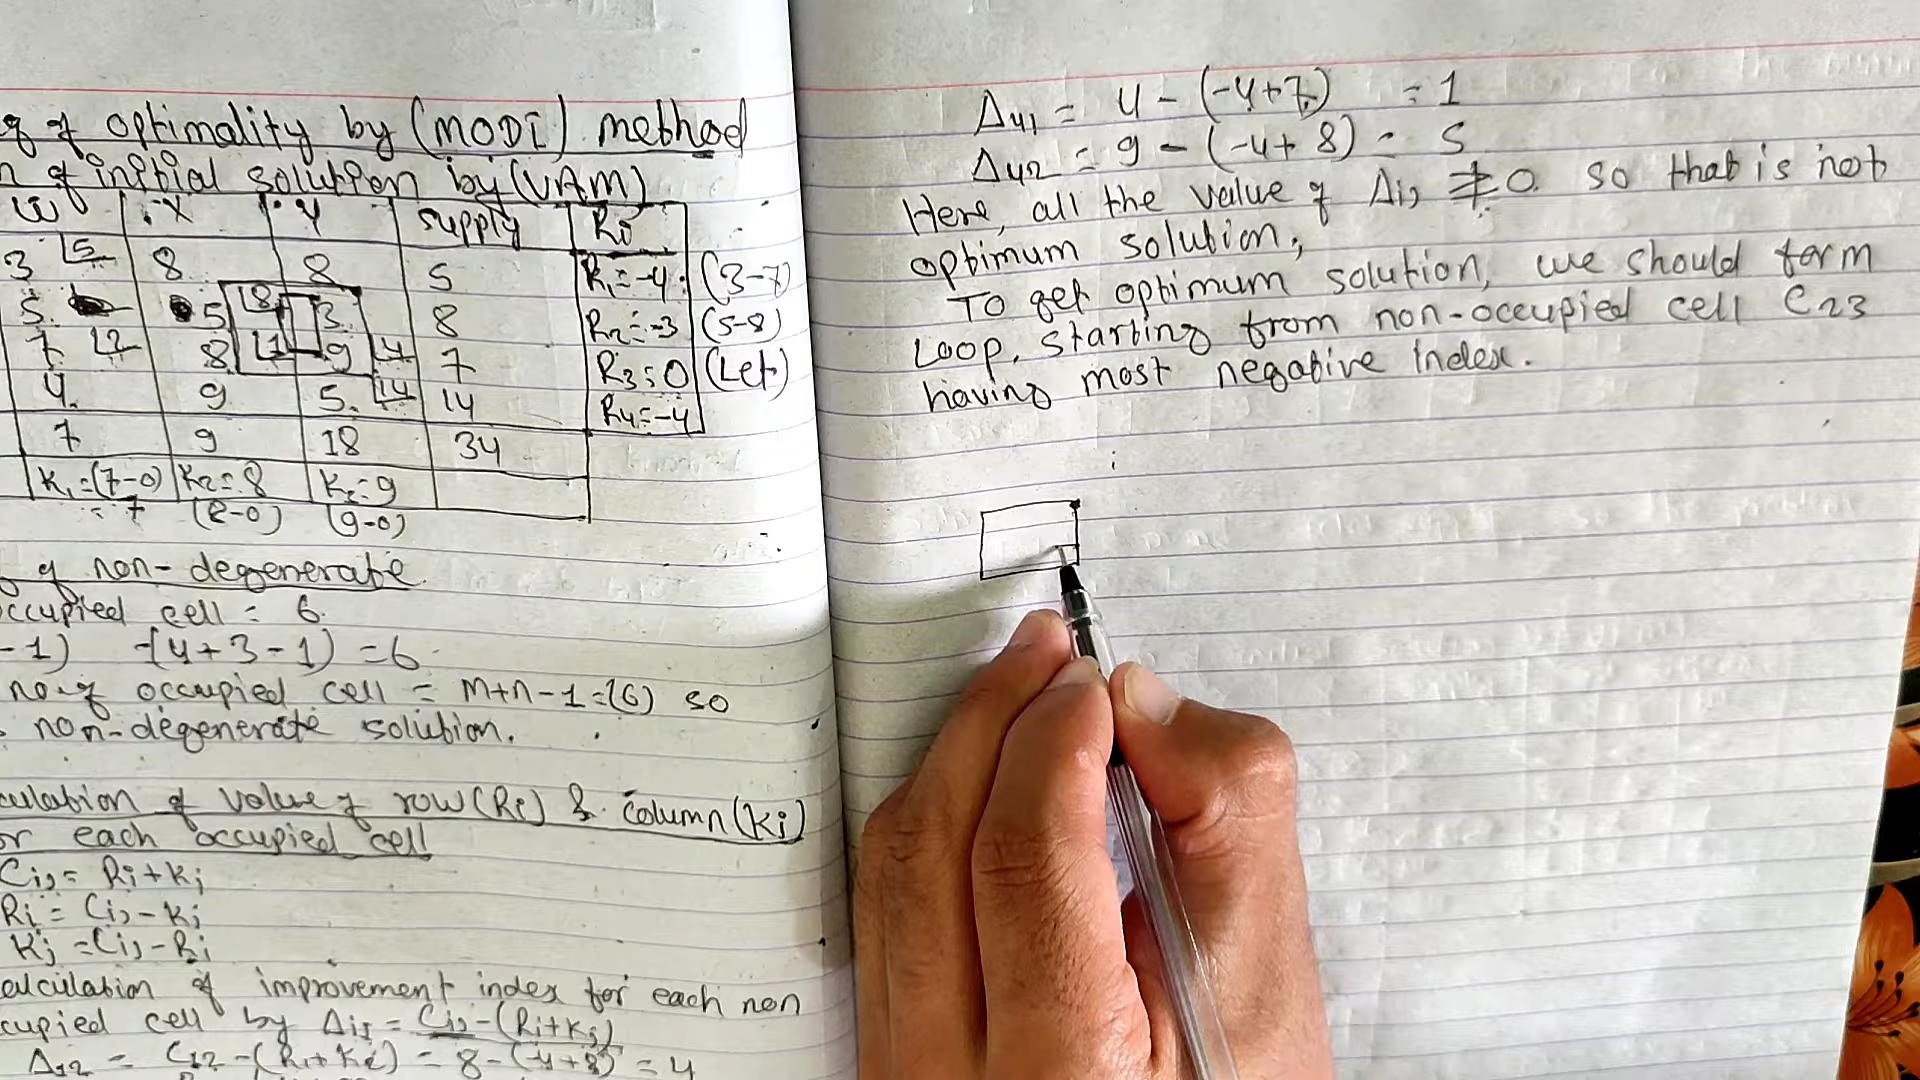 g of optimality by (MODI) method
n of initial solution by (VAM)
W X Y supply Ri
3 5 8 8 5 R1=-4 (3-7)
5 5 8 3 8 R2=-3 (5-8)
7 2 8 1 9 4 7 R3=0 (Let)
4 9 5 14 14 R4=-4
7 9 18 34
K1=(7-0) K2=8 K3=9
=7 (8-0) (9-0)
g of non-degenerate
occupied cell = 6
-1) (4+3-1) =6
no. of occupied cell = m+n-1=(6) so
non-degenerate solution.
culation of value of row(Ri) & column(Kj)
or each occupied cell
Cij= Ri+Kj
Ri= Cij-Kj
Kj =Cij-Ri
alculation of improvement index for each non
cupied cell by Δij = Cij-(Ri+Kj)
Δ12 = C12-(R1+K2) = 8-(-4+8) = 4
Δ41 = 4-(-4+7) =1
Δ42 = 9-(-4+8) = 5
Here, all the value of Δij ≱0. so that is not
optimum solution,
To get optimum solution, we should form
Loop, starting from non-occupied cell C23
having most negative index.